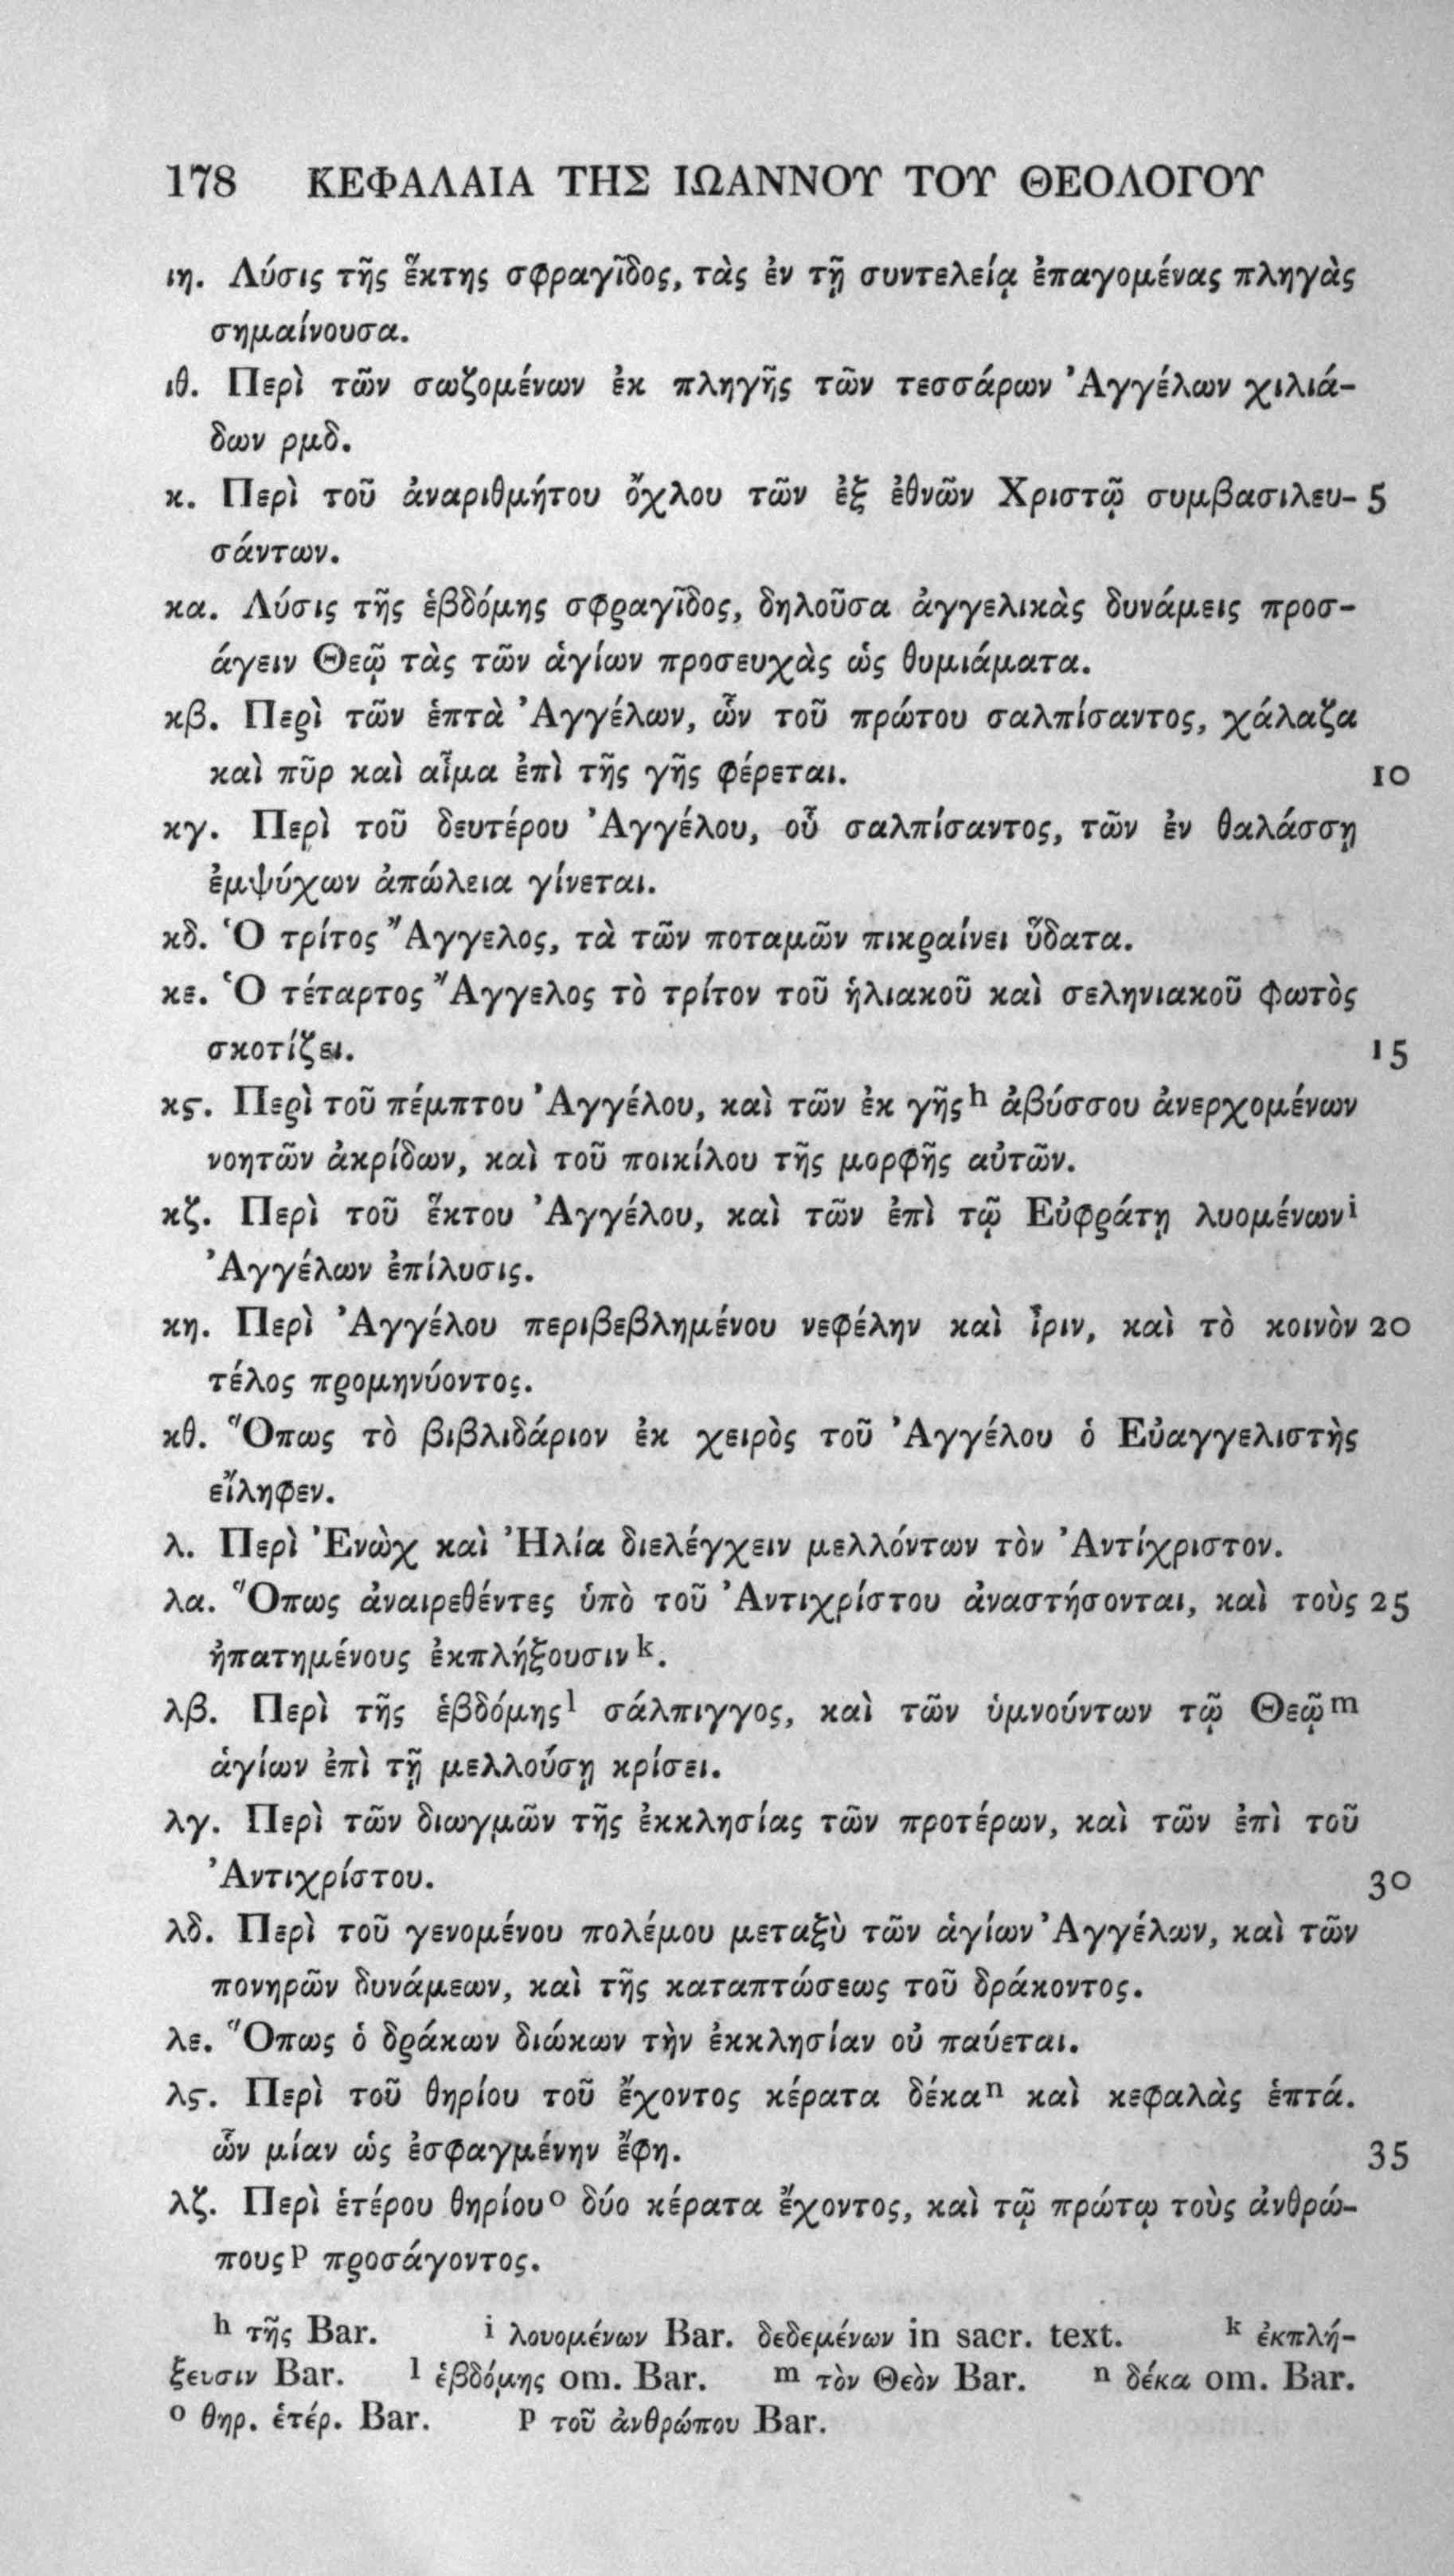 178 ΚΕΦΑΛΑΙΑ ΤΗΣ ΙΩΑΝΝΟΥ ΤΟΥ ΘΕΟΛΟΓΟΥ
ιη. Λύσις τῆς ἕκτης σφραγῖδος, τὰς ἐν τῇ συντελείᾳ ἐπαγομένας πληγὰς
σημαίνουσα.
ιθ. Περὶ τῶν σωζομένων ἐκ πληγῆς τῶν τεσσάρων Ἀγγέλων χιλιά-
δων ρμδ.
κ. Περὶ τοῦ ἀναριθμήτου ὄχλου τῶν ἐξ ἐθνῶν Χριστῷ συμβασιλευ- 5
σάντων.
κα. Λύσις τῆς ἑβδόμης σφραγῖδος, δηλοῦσα ἀγγελικὰς δυνάμεις προσ-
άγειν Θεῷ τὰς τῶν ἁγίων προσευχὰς ὡς θυμιάματα.
κβ. Περὶ τῶν ἑπτὰ Ἀγγέλων, ὧν τοῦ πρώτου σαλπίσαντος, χάλαζα
καὶ πῦρ καὶ αἷμα ἐπὶ τῆς γῆς φέρεται. 10
κγ. Περὶ τοῦ δευτέρου Ἀγγέλου, οὗ σαλπίσαντος, τῶν ἐν θαλάσσῃ
ἐμψύχων ἀπώλεια γίνεται.
κδ. Ὁ τρίτος Ἄγγελος, τὰ τῶν ποταμῶν πικραίνει ὕδατα.
κε. Ὁ τέταρτος Ἄγγελος τὸ τρίτον τοῦ ἡλιακοῦ καὶ σεληνιακοῦ φωτὸς
σκοτίζει. 15
κϛ. Περὶ τοῦ πέμπτου Ἀγγέλου, καὶ τῶν ἐκ γῆς h ἀβύσσου ἀνερχομένων
νοητῶν ἀκρίδων, καὶ τοῦ ποικίλου τῆς μορφῆς αὐτῶν.
κζ. Περὶ τοῦ ἕκτου Ἀγγέλου, καὶ τῶν ἐπὶ τῷ Εὐφράτῃ λυομένων i
Ἀγγέλων ἐπίλυσις.
κη. Περὶ Ἀγγέλου περιβεβλημένου νεφέλην καὶ ἶριν, καὶ τὸ κοινὸν 20
τέλος προμηνύοντος.
κθ. Ὅπως τὸ βιβλιδάριον ἐκ χειρὸς τοῦ Ἀγγέλου ὁ Εὐαγγελιστὴς
εἴληφεν.
λ. Περὶ Ἐνὼχ καὶ Ἠλία διελέγχειν μελλόντων τὸν Ἀντίχριστον.
λα. Ὅπως ἀναιρεθέντες ὑπὸ τοῦ Ἀντιχρίστου ἀναστήσονται, καὶ τοὺς 25
ἠπατημένους ἐκπλήξουσιν k.
λβ. Περὶ τῆς ἑβδόμης l σάλπιγγος, καὶ τῶν ὑμνούντων τῷ Θεῷ m
ἁγίων ἐπὶ τῇ μελλούσῃ κρίσει.
λγ. Περὶ τῶν διωγμῶν τῆς ἐκκλησίας τῶν προτέρων, καὶ τῶν ἐπὶ τοῦ
Ἀντιχρίστου. 30
λδ. Περὶ τοῦ γενομένου πολέμου μεταξὺ τῶν ἁγίων Ἀγγέλων, καὶ τῶν
πονηρῶν δυνάμεων, καὶ τῆς καταπτώσεως τοῦ δράκοντος.
λε. Ὅπως ὁ δράκων διώκων τὴν ἐκκλησίαν οὐ παύεται.
λϛ. Περὶ τοῦ θηρίου τοῦ ἔχοντος κέρατα δέκα n καὶ κεφαλὰς ἑπτά.
ὧν μίαν ὡς ἐσφαγμένην ἔφη. 35
λζ. Περὶ ἑτέρου θηρίου o δύο κέρατα ἔχοντος, καὶ τῷ πρώτῳ τοὺς ἀνθρώ-
πους p προσάγοντος.
h τῆς Bar. i λουομένων Bar. δεδεμένων in sacr. text. k ἐκπλή-
ξευσιν Bar. l ἑβδόμης om. Bar. m τὸν Θεὸν Bar. n δέκα om. Bar.
o θηρ. ἑτέρ. Bar. p τοῦ ἀνθρώπου Bar.